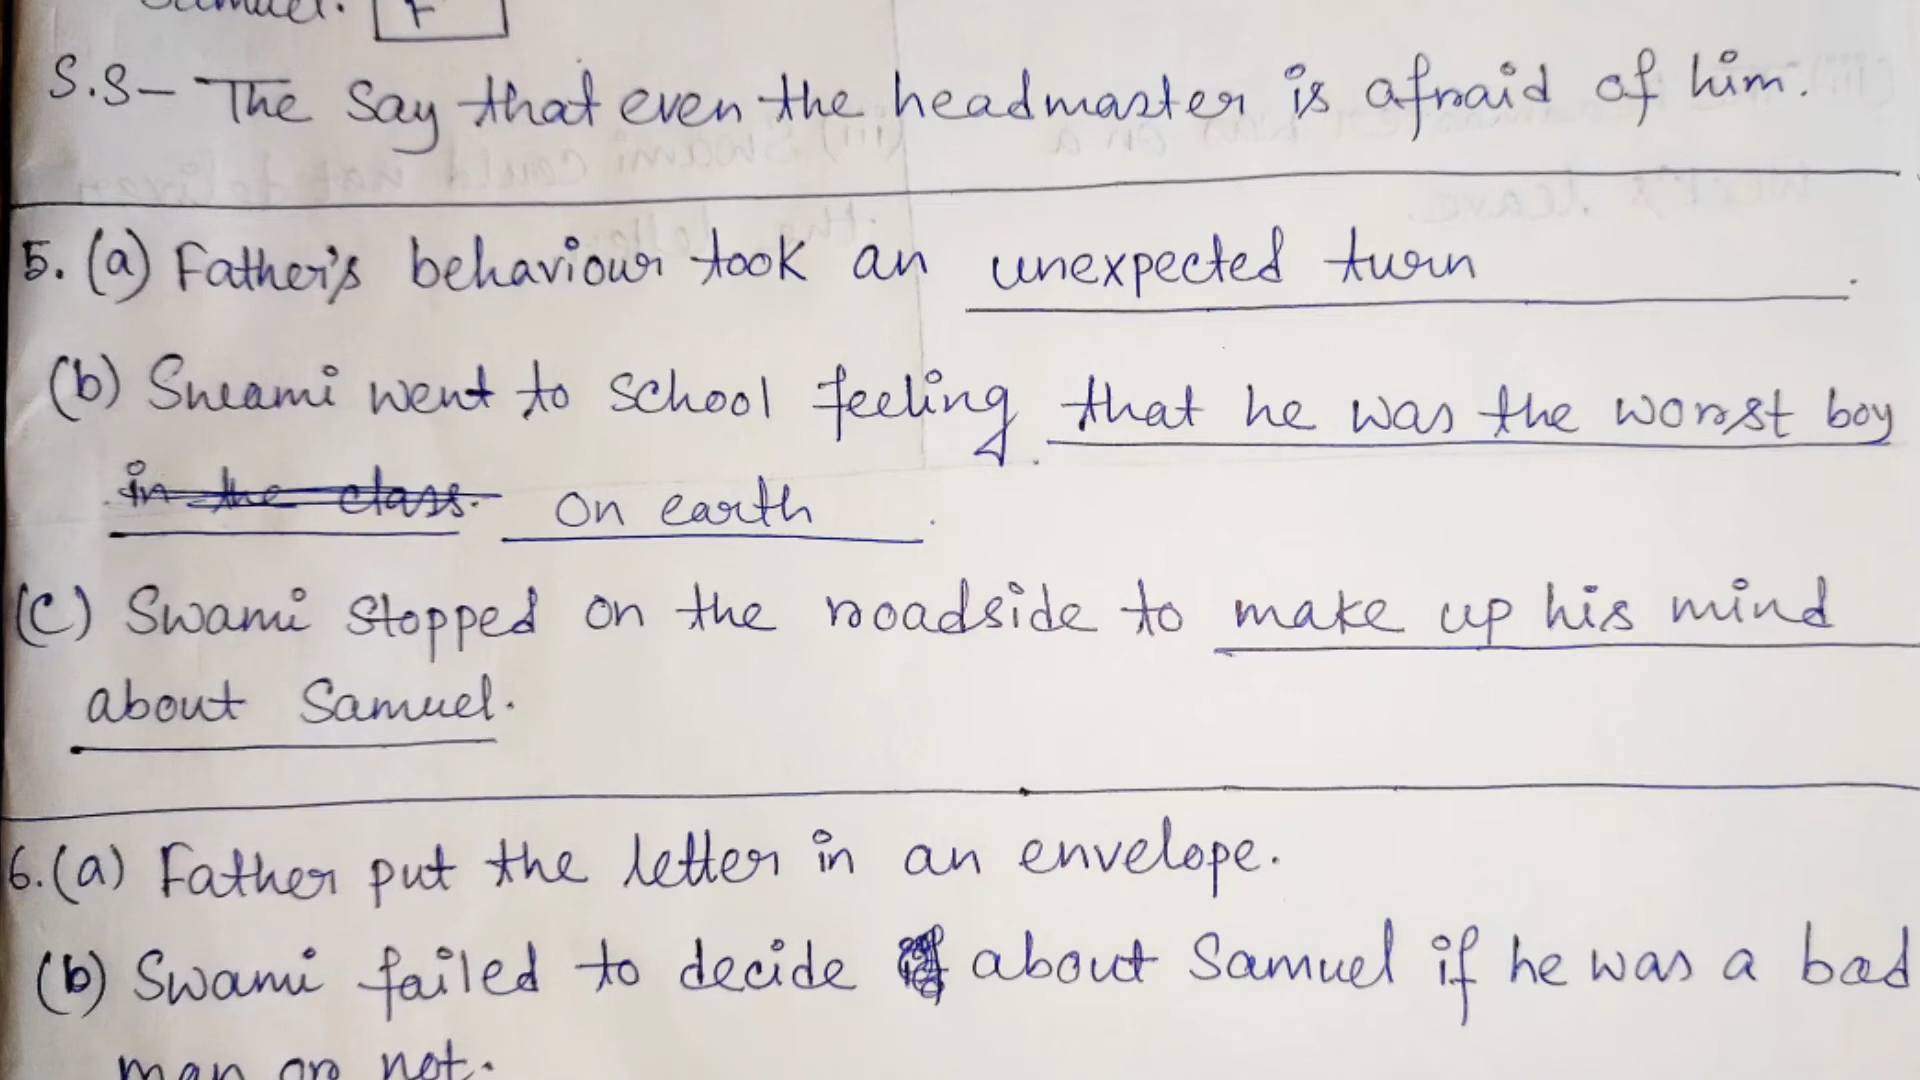 Samuel. F
S.S- The Say that even the headmaster is afraid of him.
5. (a) Father's behaviour took an unexpected turn.
(b) Sweami went to school feeling that he was the worst boy
in the class. on earth.
(c) Swami stopped on the roadside to make up his mind
about Samuel.
6. (a) Father put the letter in an envelope.
(b) Swami failed to decide about Samuel if he was a bad
man or not.